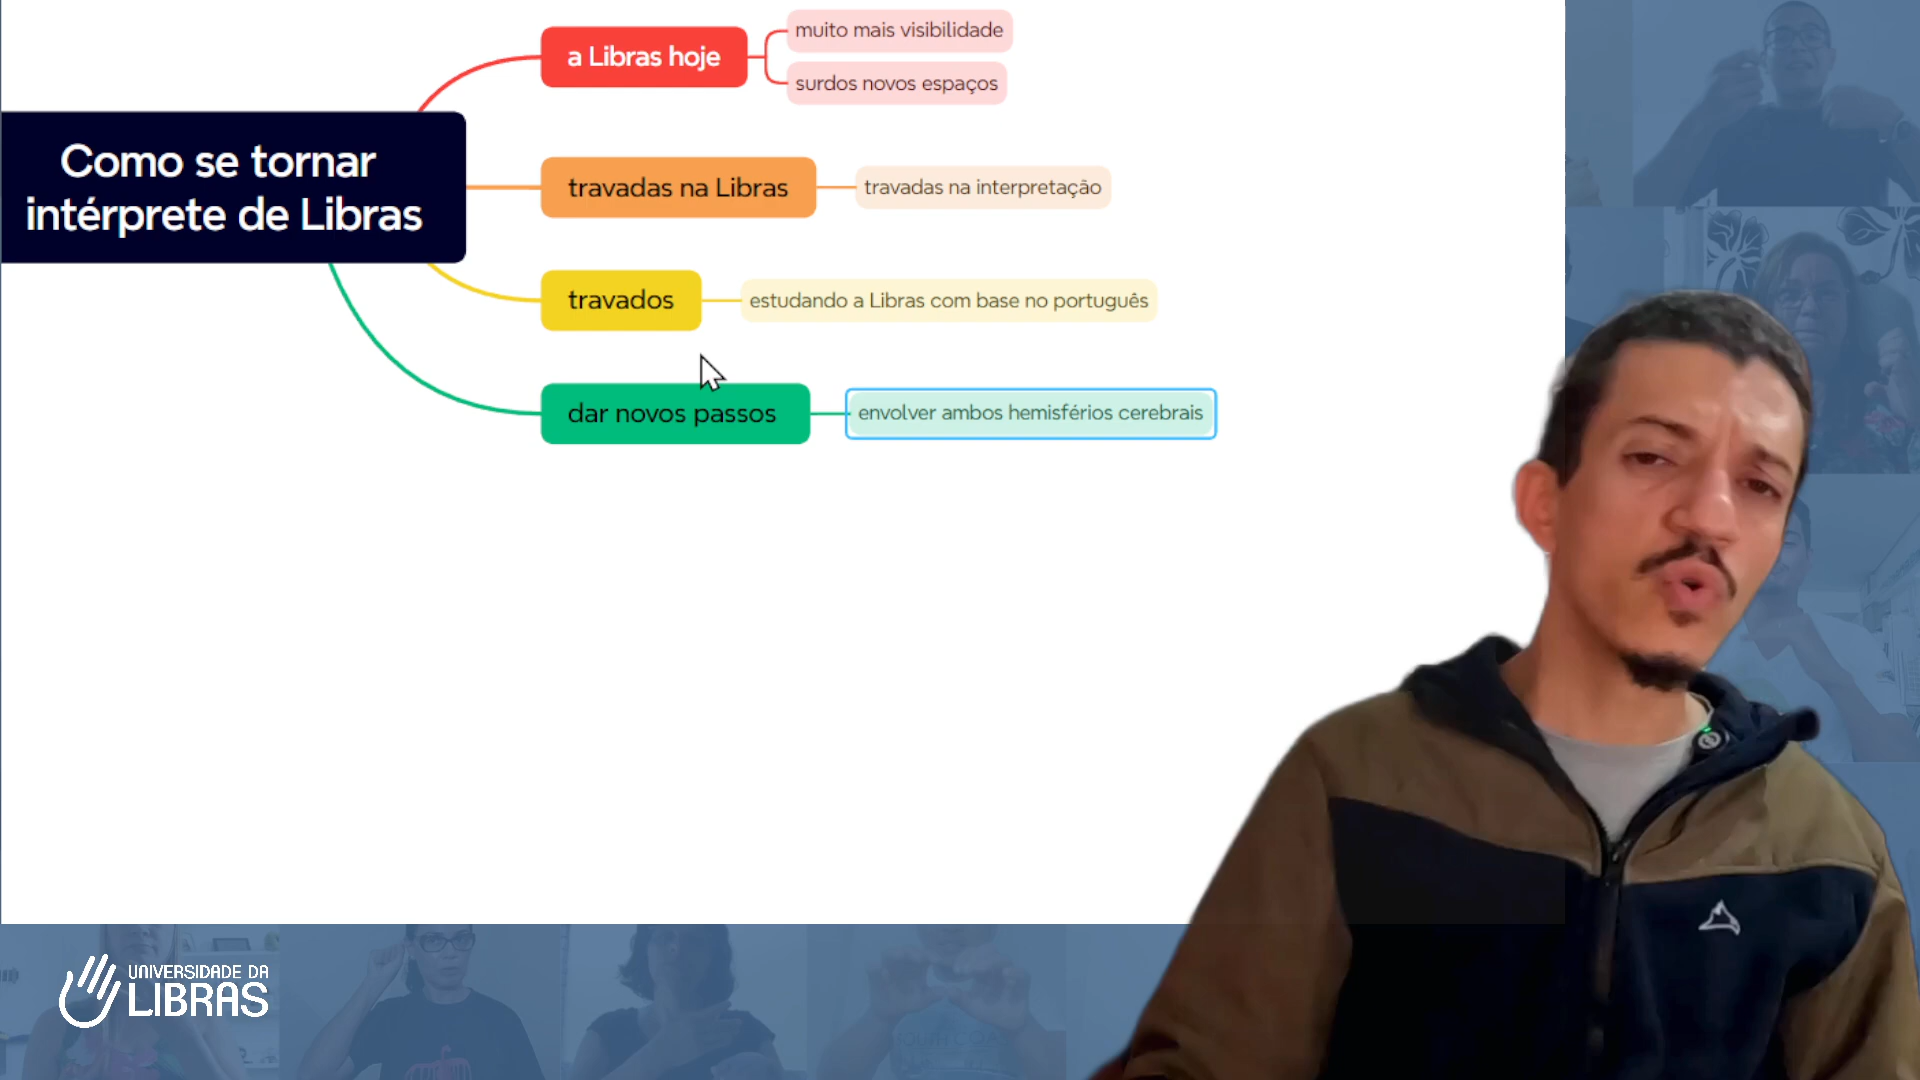 Como se tornar
intérprete de Libras
a Libras hoje
muito mais visibilidade
surdos novos espaços
travadas na Libras
travadas na interpretação
travados
estudando a Libras com base no português
dar novos passos
envolver ambos hemisférios cerebrais
UNIVERSIDADE DA
LIBRAS